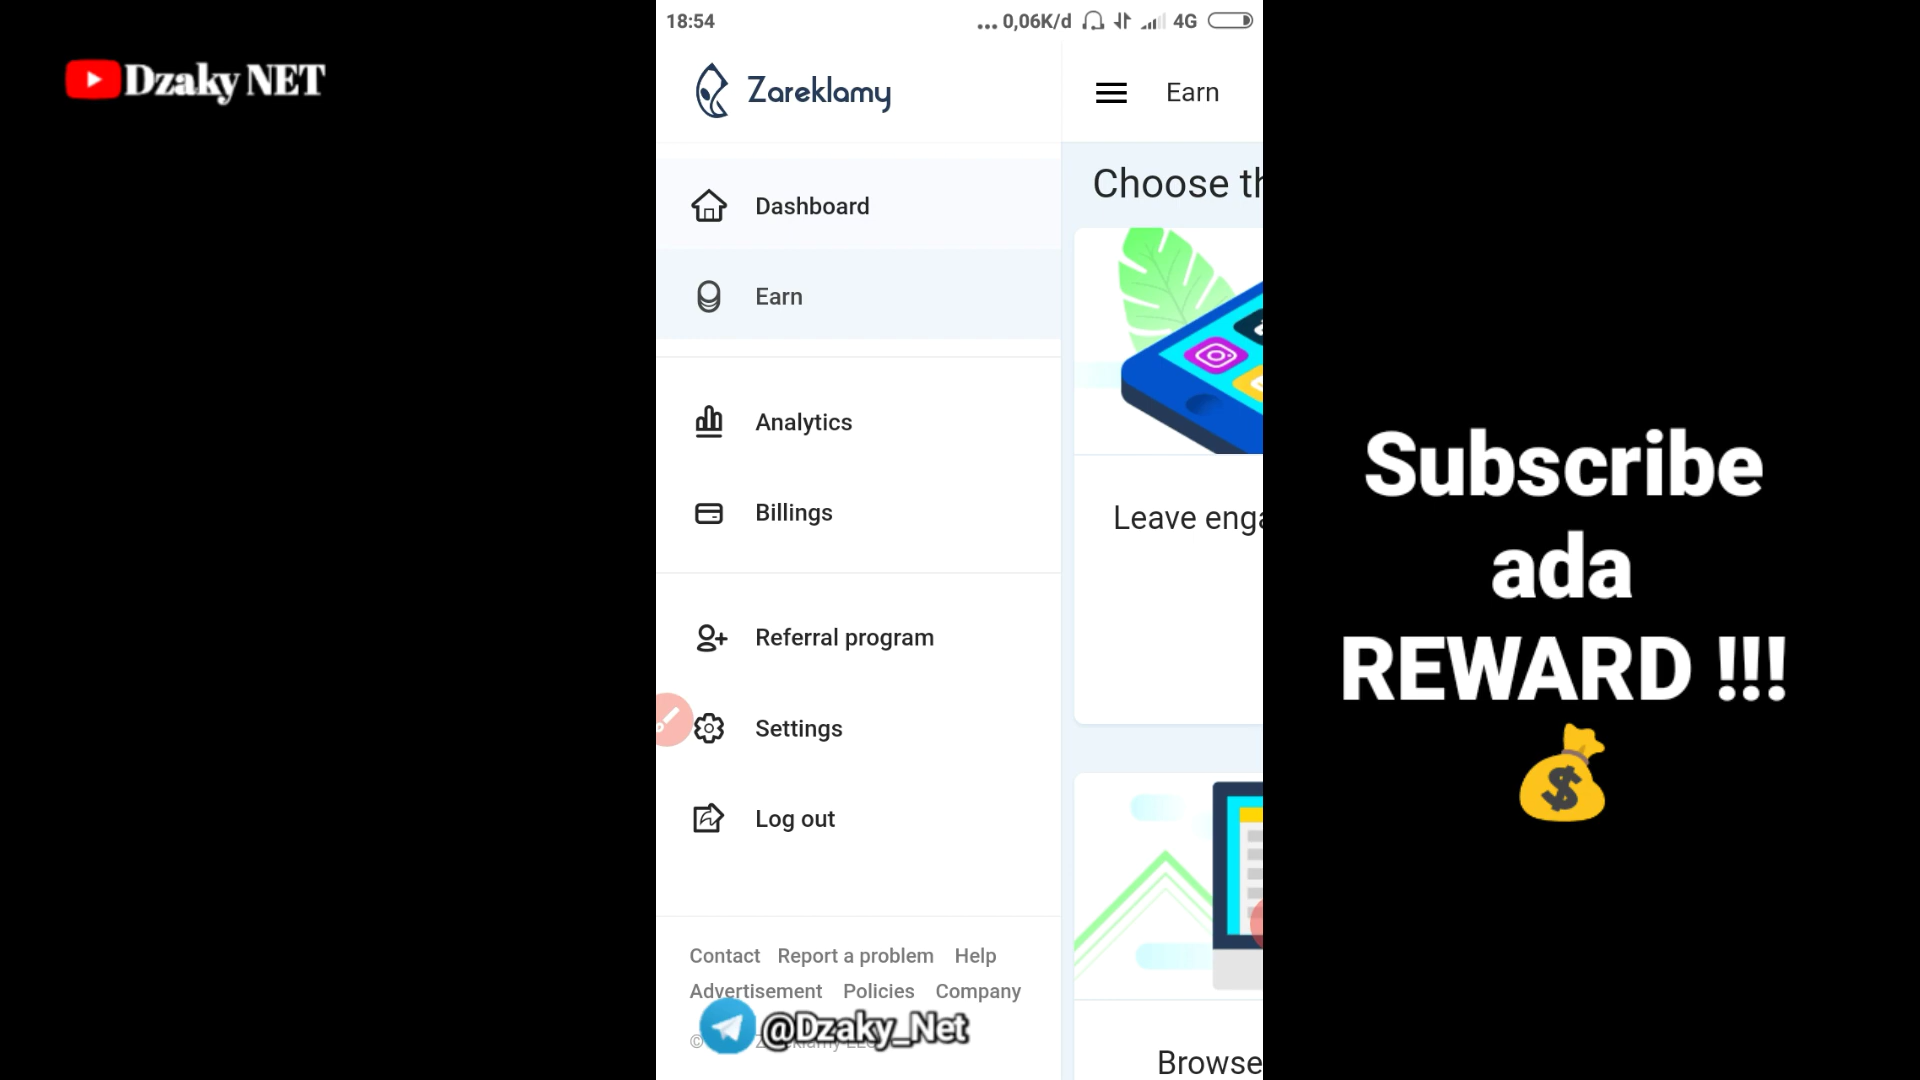 Dzaky NET
18:54
... 0,06K/d 4G
Zareklamy
Dashboard
Earn
Analytics
Billings
Referral program
Settings
Log out
Contact Report a problem Help
Advertisement Policies Company
©
@Dzaky_Net
Earn
Choose th
Leave enga
Browse
Subscribe
ada
REWARD !!!